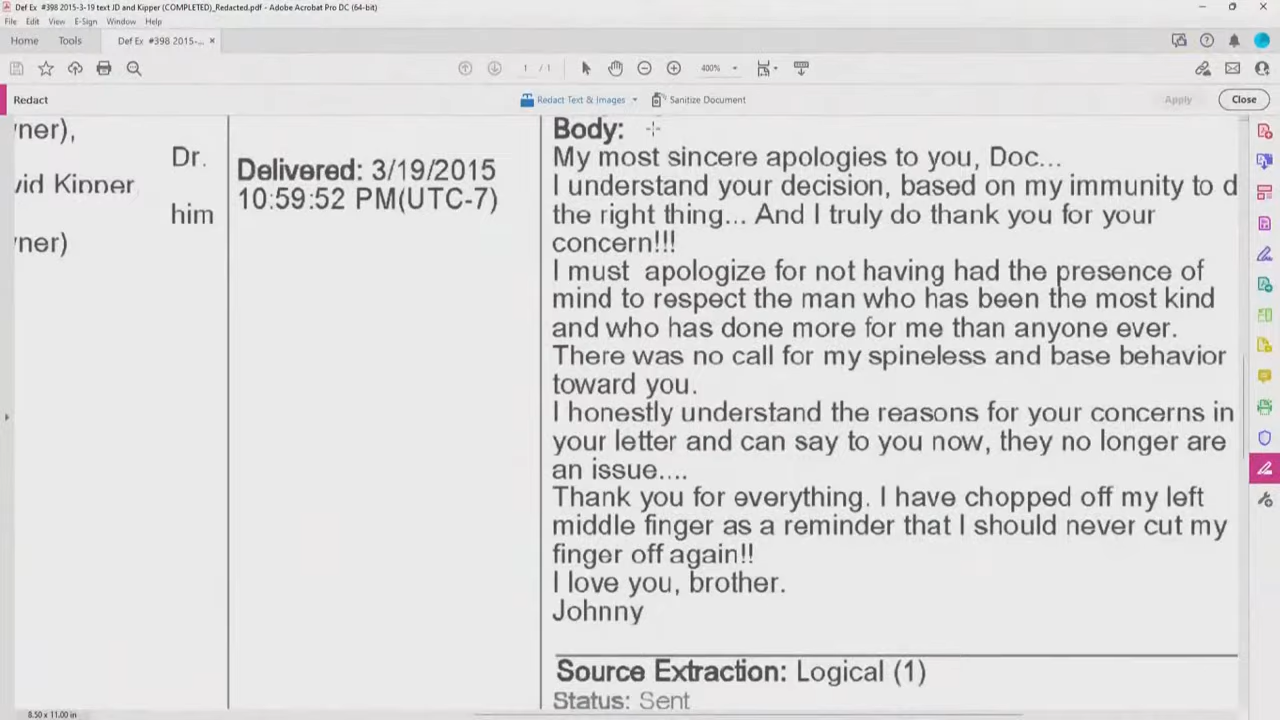 Def Ex #398 2015-3-19 text JD and Kipper (COMPLETED)_Redacted.pdf - Adobe Acrobat Pro DC (64-bit)
File Edit View E-Sign Window Help
Home Tools Def Ex #398 2015-... ×
1 / 1 400%
Redact Redact Text & Images Sanitize Document Apply Close
ner),
Dr.
vid Kipper
him
ner)
Delivered: 3/19/2015
10:59:52 PM(UTC-7)
Body:
My most sincere apologies to you, Doc...
I understand your decision, based on my immunity to d
the right thing... And I truly do thank you for your
concern!!!
I must apologize for not having had the presence of
mind to respect the man who has been the most kind
and who has done more for me than anyone ever.
There was no call for my spineless and base behavior
toward you.
I honestly understand the reasons for your concerns in
your letter and can say to you now, they no longer are
an issue....
Thank you for everything. I have chopped off my left
middle finger as a reminder that I should never cut my
finger off again!!
I love you, brother.
Johnny
Source Extraction: Logical (1)
Status: Sent
8.50 x 11.00 in